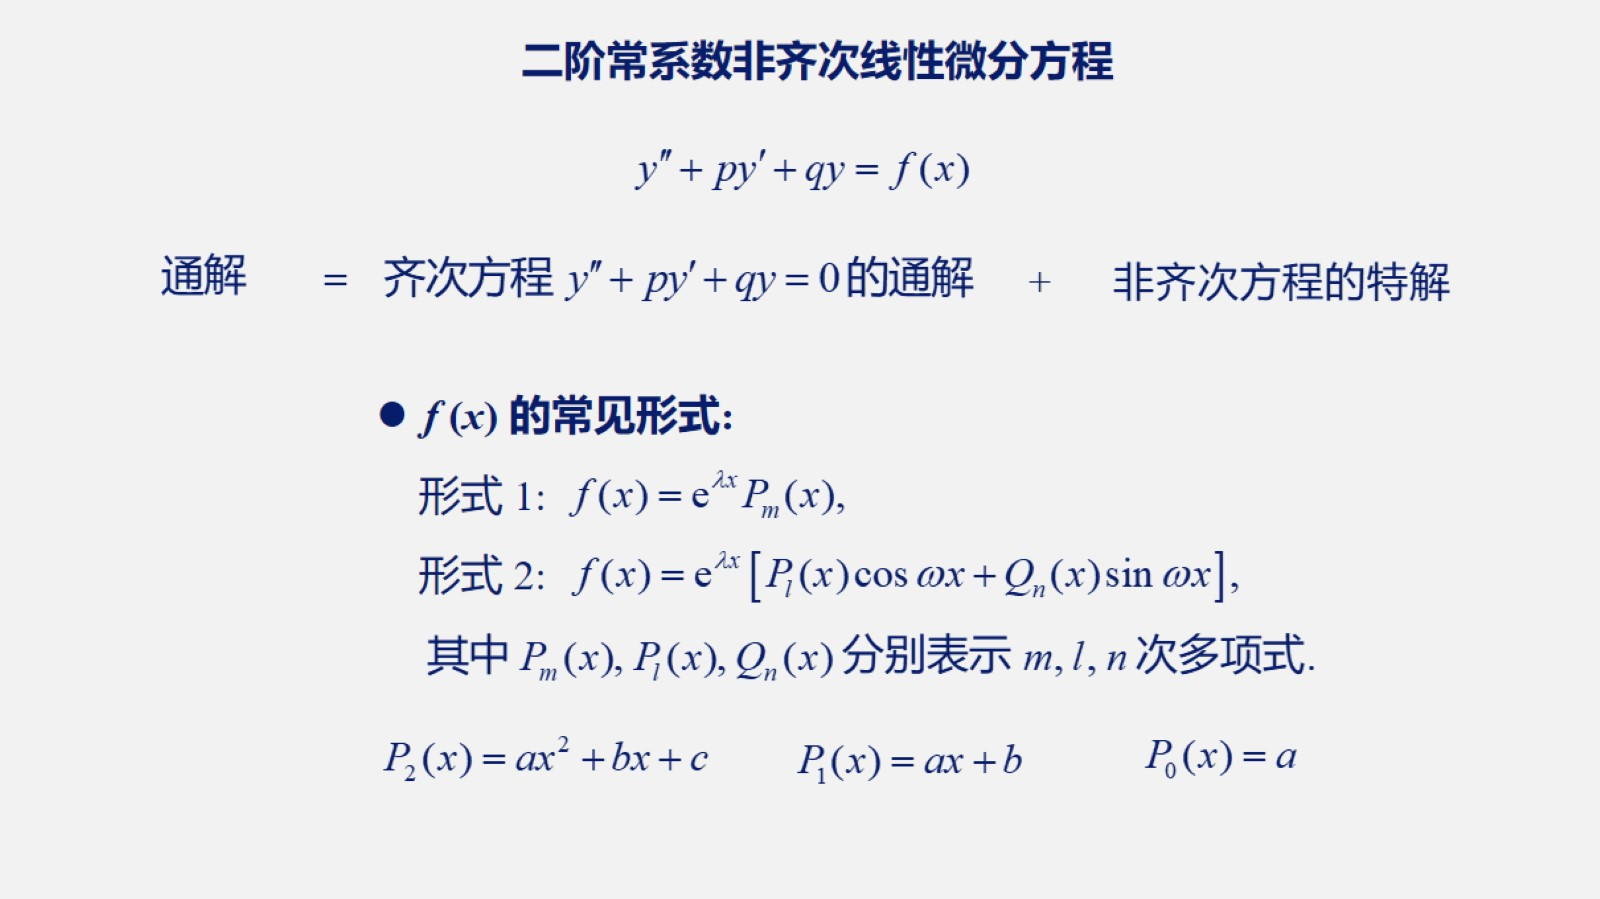 二阶常系数非齐次线性微分方程
y″ + py′ + qy = f (x)
通解 = 齐次方程 y″ + py′ + qy = 0 的通解 + 非齐次方程的特解
● f (x) 的常见形式:
形式 1: f (x) = e^{λx} P_m (x),
形式 2: f (x) = e^{λx} [P_l (x) cos ωx + Q_n (x) sin ωx],
其中 P_m (x), P_l (x), Q_n (x) 分别表示 m, l, n 次多项式.
P_2 (x) = ax^2 + bx + c P_1 (x) = ax + b P_0 (x) = a